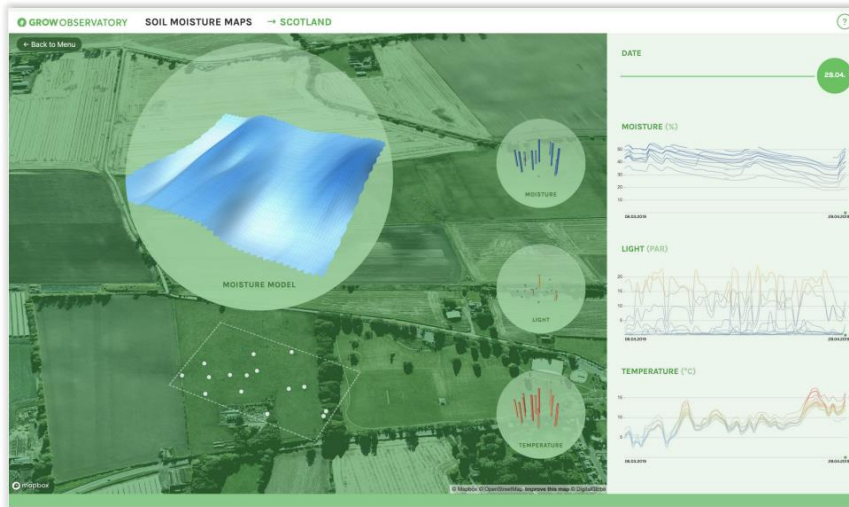 GROWOBSERVATORY SOIL MOISTURE MAPS → SCOTLAND ?
← Back to Menu
MOISTURE MODEL
MOISTURE
LIGHT
TEMPERATURE
mapbox
© Mapbox © OpenStreetMap Improve this map © DigitalGlobe
DATE
28.04.
MOISTURE (%)
50
40
30
20
10
LIGHT (PAR)
20
15
10
5
TEMPERATURE (°C)
15
10
5